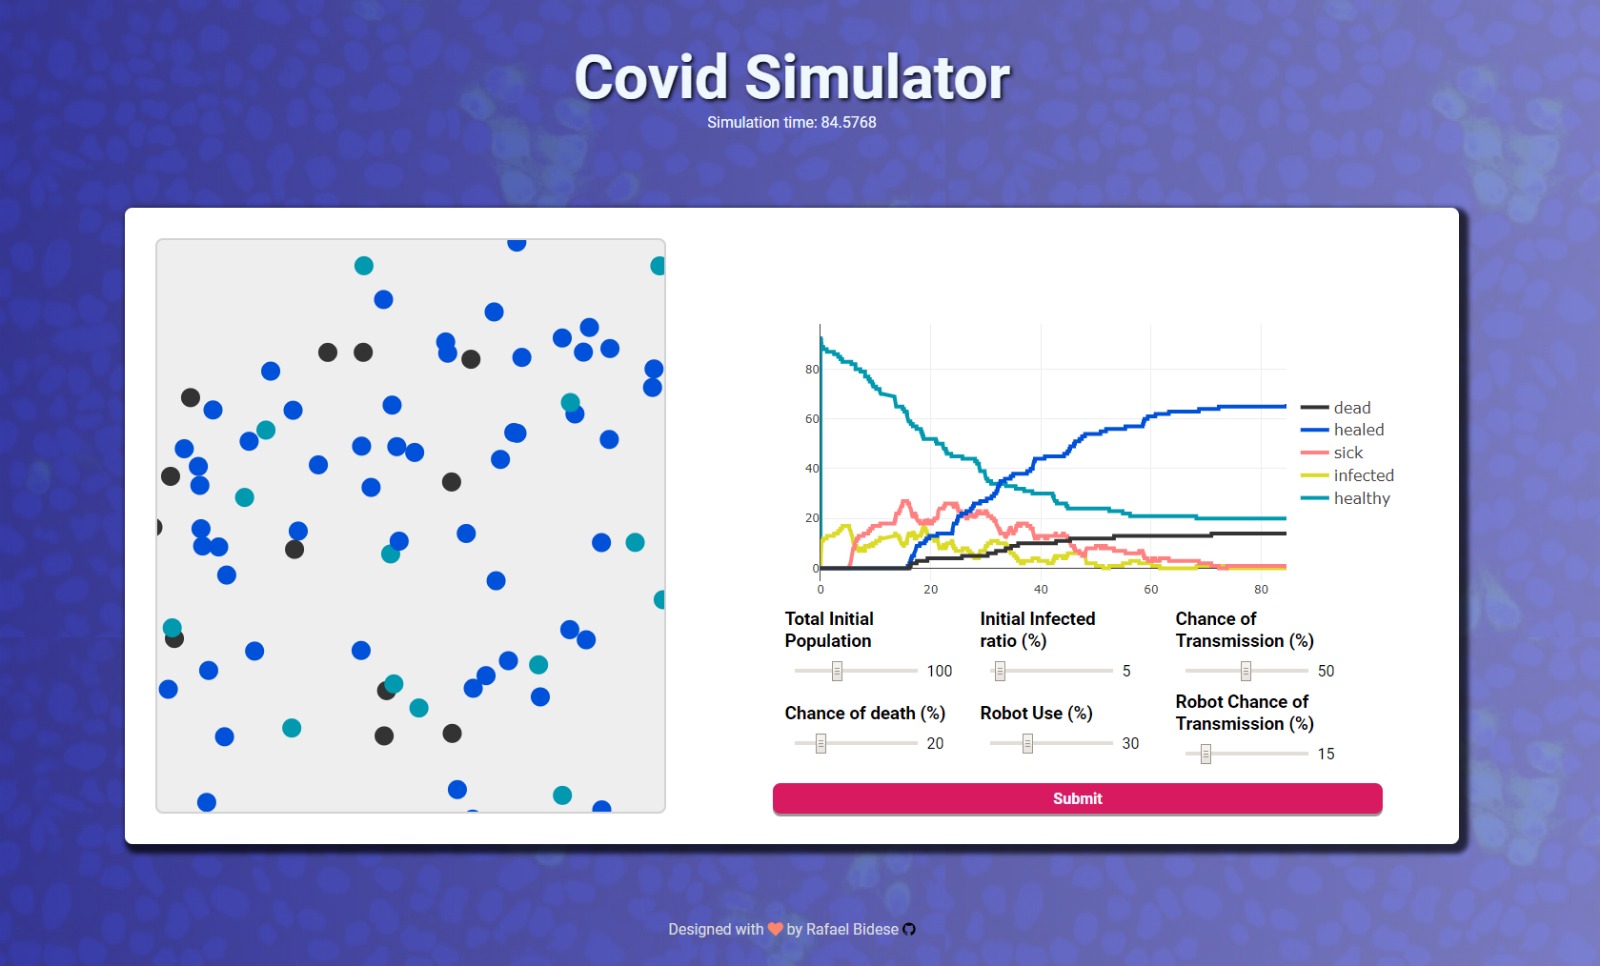 Covid Simulator
Simulation time: 84.5768
80
60
40
20
0
0 20 40 60 80
dead
healed
sick
infected
healthy
Total Initial Population
100
Initial Infected ratio (%)
5
Chance of Transmission (%)
50
Chance of death (%)
20
Robot Use (%)
30
Robot Chance of Transmission (%)
15
Submit
Designed with by Rafael Bidese